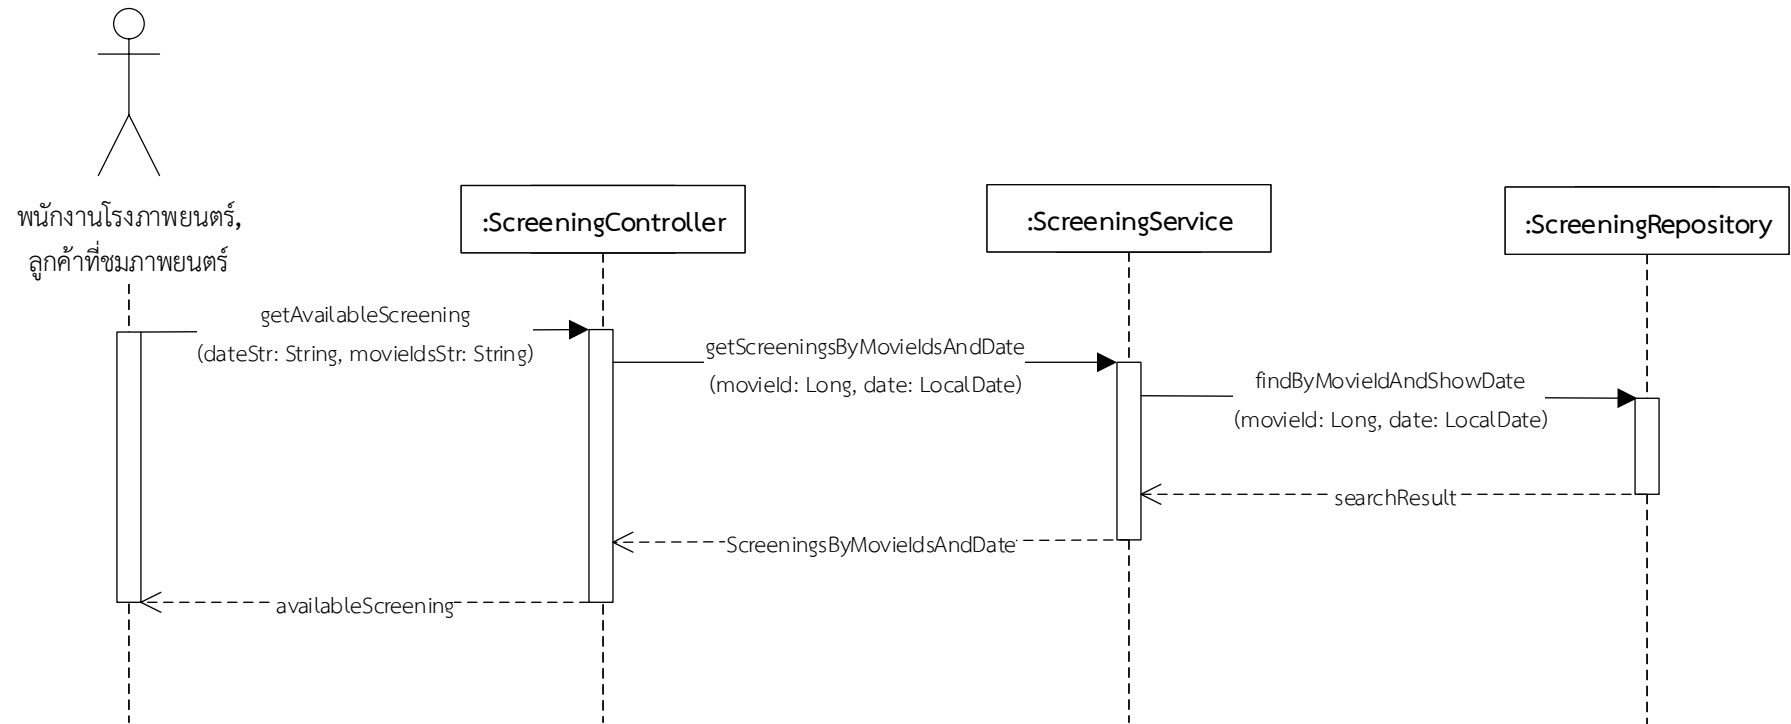 พนักงานโรงภาพยนตร์,
ลูกค้าที่ชมภาพยนตร์
:ScreeningController
:ScreeningService
:ScreeningRepository
getAvailableScreening
(dateStr: String, movieIdsStr: String)
getScreeningsByMovieIdsAndDate
(movieId: Long, date: LocalDate)
findByMovieIdAndShowDate
(movieId: Long, date: LocalDate)
searchResult
ScreeningsByMovieIdsAndDate
availableScreening